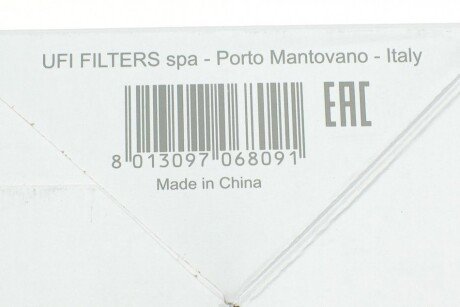 UFI FILTERS spa - Porto Mantovano - Italy
EAC
8 013097 068091
Made in China